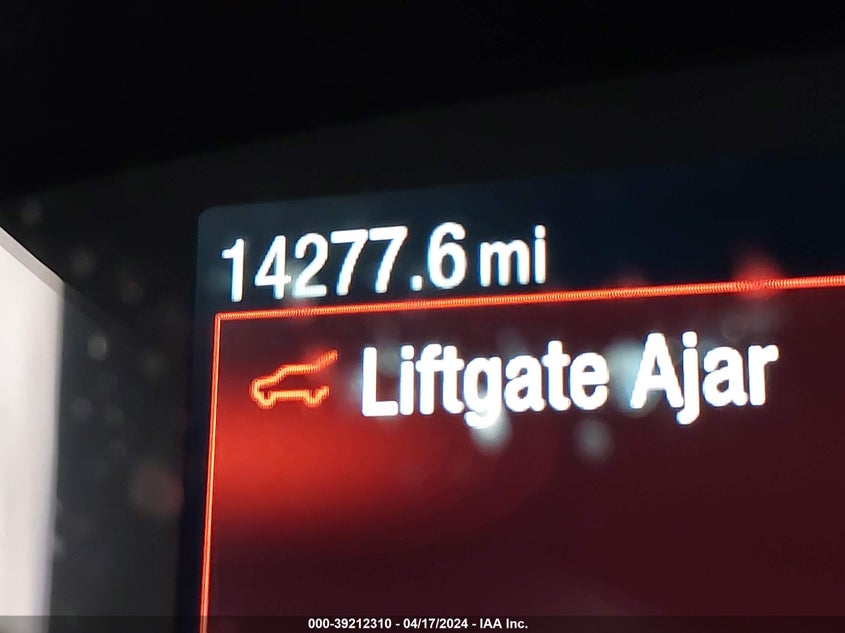 14277.6 mi
Liftgate Ajar
000-39212310 - 04/17/2024 - IAA Inc.